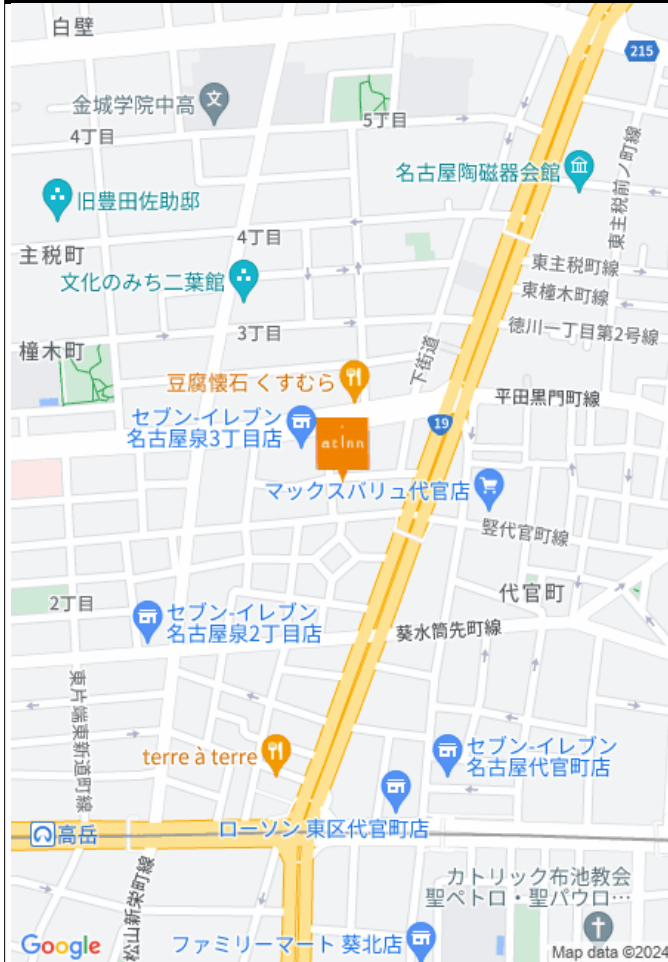 白壁
215
金城学院中高
文
4丁目
5丁目
名古屋陶磁器会館
東主税前ノ町線
旧豊田佐助邸
4丁目
主税町
東主税町線
文化のみち二葉館
東橦木町線
3丁目
徳川一丁目第2号線
橦木町
下街道
豆腐懐石 くすむら
平田黒門町線
セブン-イレブン
名古屋泉3丁目店
19
at inn
マックスバリュ代官店
竪代官町線
代官町
2丁目
セブン-イレブン
名古屋泉2丁目店
葵水筒先町線
東片端東新道町線
terre à terre
セブン-イレブン
名古屋代官町店
高岳
ローソン 東区代官町店
松山新栄町線
カトリック布池教会
聖ペトロ・聖パウロ…
Google
ファミリーマート 葵北店
Map data ©2024